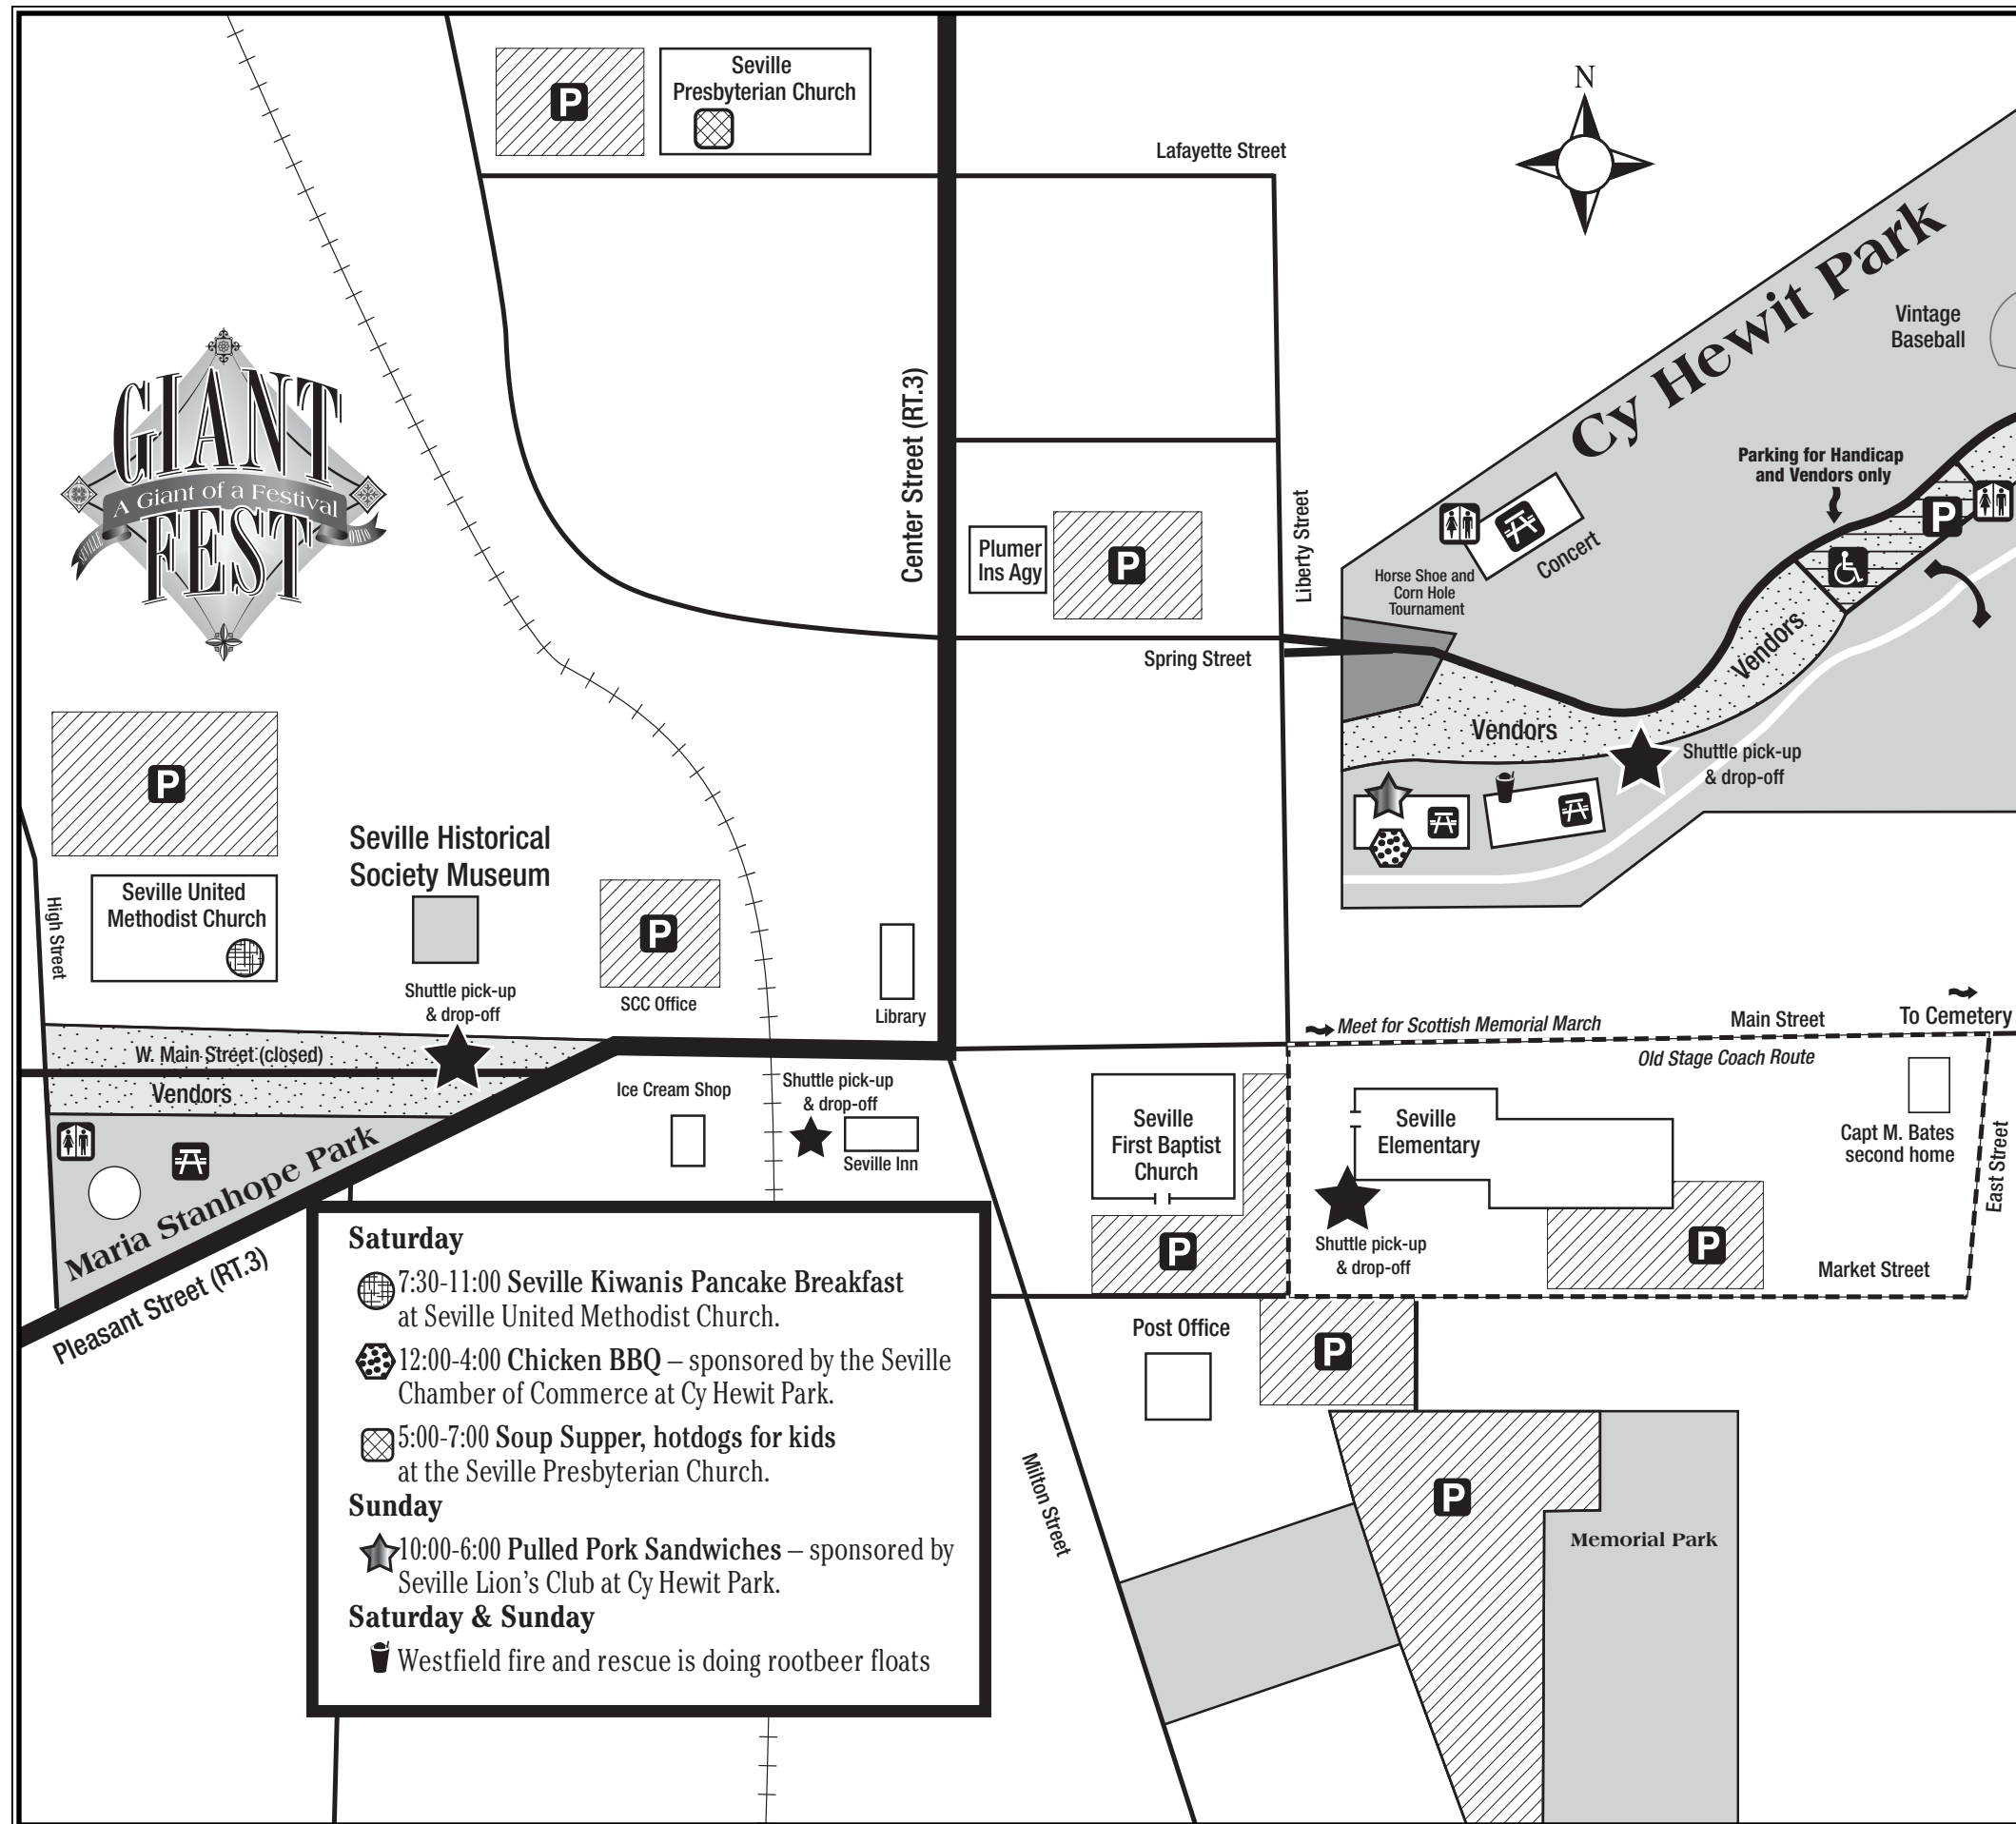 Seville
Presbyterian Church
P
N
Lafayette Street
Cy Hewit Park
Vintage
Baseball
GIANT
A Giant of a Festival
SEVILLE
OHIO
FEST
Center Street (RT.3)
Parking for Handicap
and Vendors only
P
Plumer
Ins Agy
P
Liberty Street
Concert
Horse Shoe and
Corn Hole
Tournament
Spring Street
Vendors
Vendors
Shuttle pick-up
& drop-off
P
Seville Historical
Society Museum
Seville United
Methodist Church
High Street
P
SCC Office
Library
Shuttle pick-up
& drop-off
Meet for Scottish Memorial March
Main Street
To Cemetery
Old Stage Coach Route
W. Main Street (closed)
Vendors
Ice Cream Shop
Shuttle pick-up
& drop-off
Seville Inn
Seville
First Baptist
Church
P
Seville
Elementary
Capt M. Bates
second home
East Street
Maria Stanhope Park
Pleasant Street (RT.3)
Shuttle pick-up
& drop-off
P
Market Street
Post Office
P
Milton Street
P
Memorial Park
Saturday
7:30-11:00 Seville Kiwanis Pancake Breakfast
at Seville United Methodist Church.
12:00-4:00 Chicken BBQ – sponsored by the Seville
Chamber of Commerce at Cy Hewit Park.
5:00-7:00 Soup Supper, hotdogs for kids
at the Seville Presbyterian Church.
Sunday
10:00-6:00 Pulled Pork Sandwiches – sponsored by
Seville Lion’s Club at Cy Hewit Park.
Saturday & Sunday
Westfield fire and rescue is doing rootbeer floats